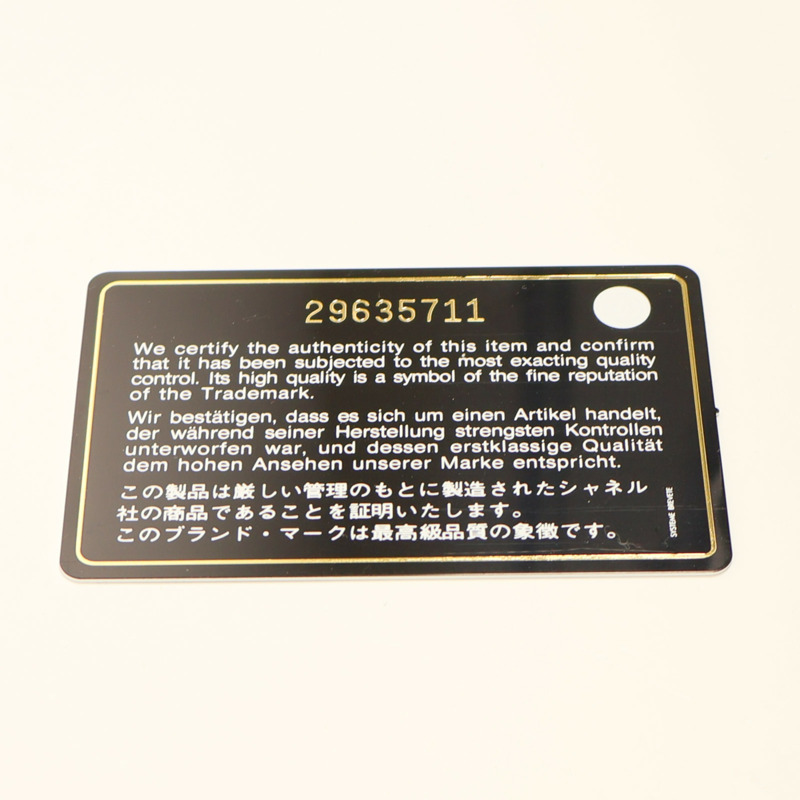 29635711
We certify the authenticity of this item and confirm
that it has been subjected to the most exacting quality
control. Its high quality is a symbol of the fine reputation
of the Trademark.
Wir bestätigen, dass es sich um einen Artikel handelt,
der während seiner Herstellung strengsten Kontrollen
unterworfen war, und dessen erstklassige Qualität
dem hohen Ansehen unserer Marke entspricht.
この製品は厳しい管理のもとに製造されたシャネル
社の商品であることを証明いたします。
このブランド・マークは最高級品質の象徴です。
SYSTEME BREVETE